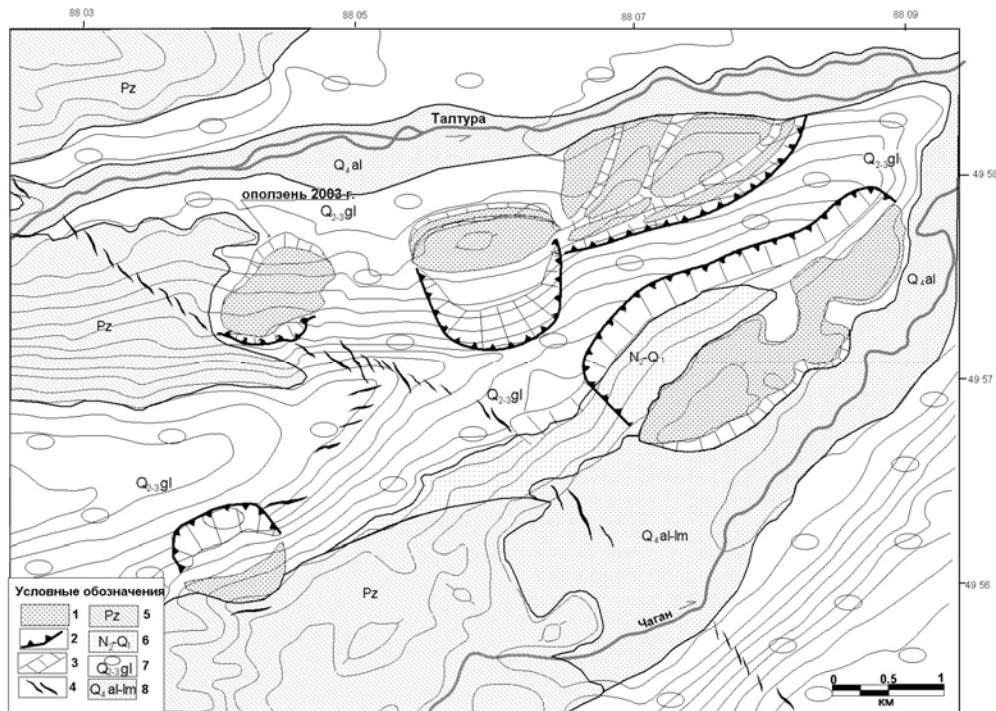 88 03
88 05
88 07
88 09
Pz
Талтура
Q₄al
Q₂₋₃gl
49 58
оползень 2003 г.
Q₂₋₃gl
Q₄al
Pz
N₂-Q₁
49 57
Q₂₋₃gl
Q₂₋₃gl
Q₄al-lm
49 56
Pz
Чаган
Условные обозначения
1 Pz 5
2 N₂-Q₁ 6
3 Q₂₋₃gl 7
4 Q₄al-lm 8
0 0,5 1
км